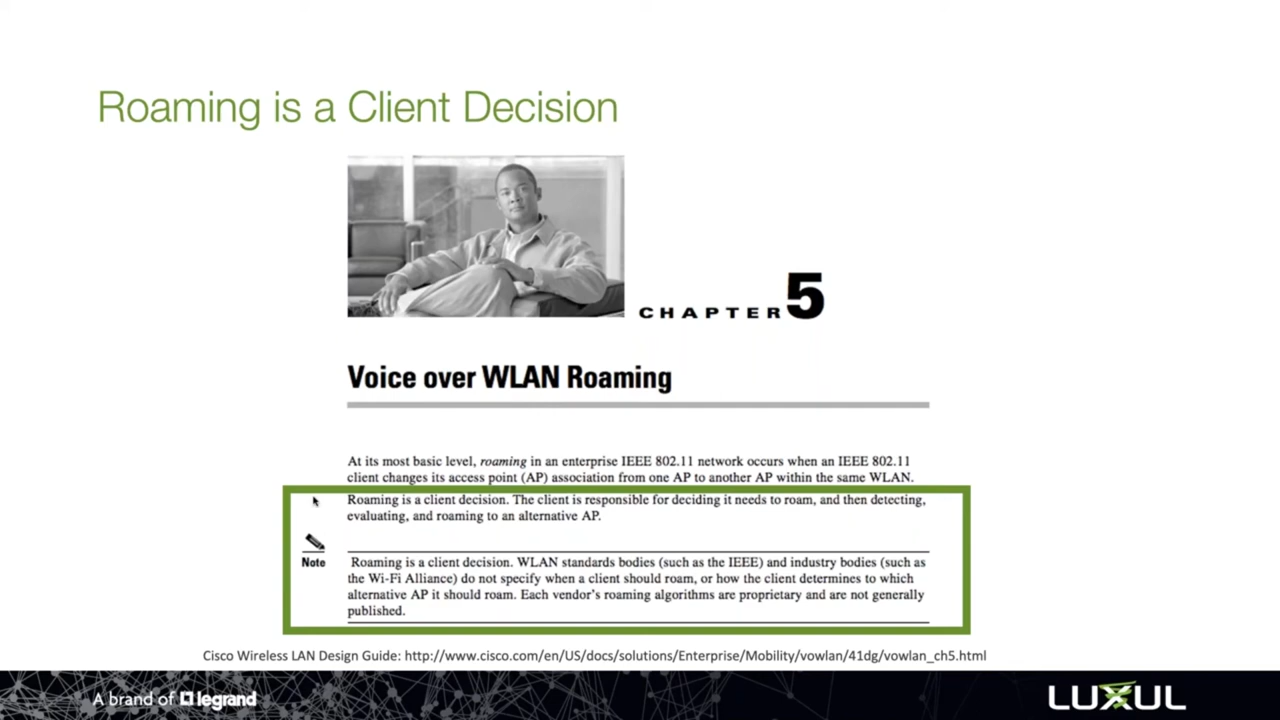 Roaming is a Client Decision
CHAPTER 5
Voice over WLAN Roaming
At its most basic level, roaming in an enterprise IEEE 802.11 network occurs when an IEEE 802.11
client changes its access point (AP) association from one AP to another AP within the same WLAN.
Roaming is a client decision. The client is responsible for deciding it needs to roam, and then detecting,
evaluating, and roaming to an alternative AP.
Note
Roaming is a client decision. WLAN standards bodies (such as the IEEE) and industry bodies (such as
the Wi-Fi Alliance) do not specify when a client should roam, or how the client determines to which
alternative AP it should roam. Each vendor's roaming algorithms are proprietary and are not generally
published.
Cisco Wireless LAN Design Guide: http://www.cisco.com/en/US/docs/solutions/Enterprise/Mobility/vowlan/41dg/vowlan_ch5.html
A brand of legrand
LUXUL